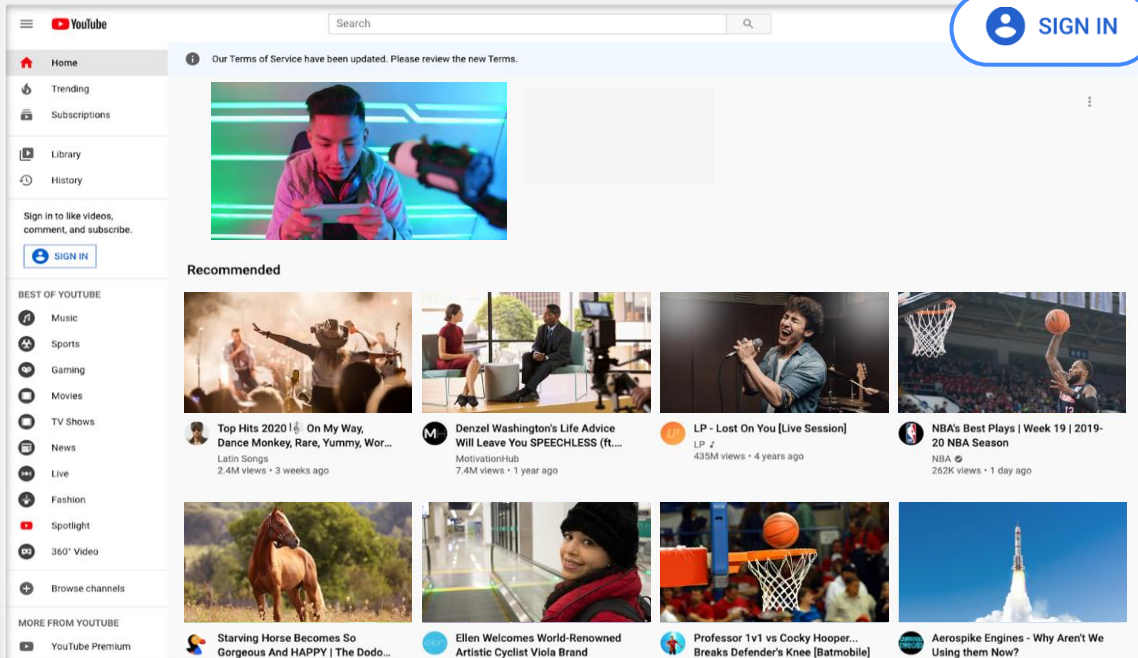 YouTube
Search
SIGN IN
Home
Trending
Subscriptions
Library
History
Sign in to like videos,
comment, and subscribe.
SIGN IN
BEST OF YOUTUBE
Music
Sports
Gaming
Movies
TV Shows
News
Live
Fashion
Spotlight
360° Video
Browse channels
MORE FROM YOUTUBE
YouTube Premium
Our Terms of Service have been updated. Please review the new Terms.
Recommended
Top Hits 2020 On My Way,
Dance Monkey, Rare, Yummy, Wor...
Latin Songs
2.4M views • 3 weeks ago
M
Denzel Washington's Life Advice
Will Leave You SPEECHLESS (ft....
MotivationHub
7.4M views • 1 year ago
LP
LP - Lost On You [Live Session]
LP ♪
435M views • 4 years ago
13
NBA's Best Plays | Week 19 | 2019-
20 NBA Season
NBA
262K views • 1 day ago
Starving Horse Becomes So
Gorgeous And HAPPY | The Dodo...
Ellen Welcomes World-Renowned
Artistic Cyclist Viola Brand
Professor 1v1 vs Cocky Hooper...
Breaks Defender's Knee [Batmobile]
Aerospike Engines - Why Aren't We
Using them Now?